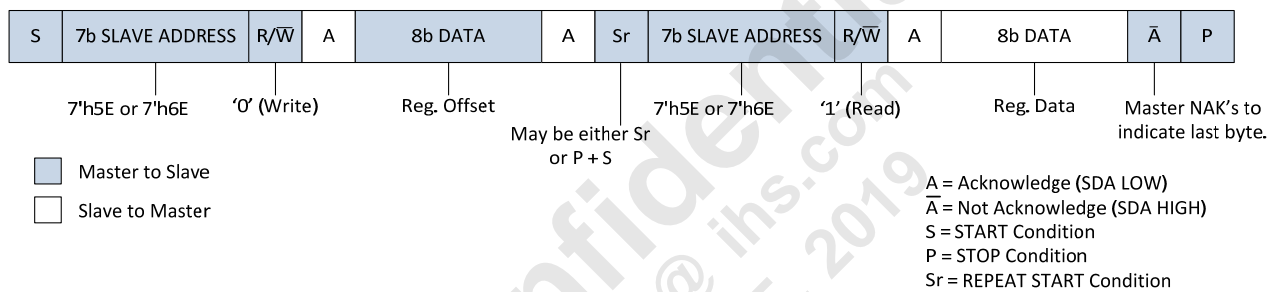 S 7b SLAVE ADDRESS R/W̅ A 8b DATA A Sr 7b SLAVE ADDRESS R/W̅ A 8b DATA A̅ P
7'h5E or 7'h6E '0' (Write) Reg. Offset 7'h5E or 7'h6E '1' (Read) Reg. Data Master NAK's to
indicate last byte.
May be either Sr
or P + S
Master to Slave
Slave to Master
A = Acknowledge (SDA LOW)
A̅ = Not Acknowledge (SDA HIGH)
S = START Condition
P = STOP Condition
Sr = REPEAT START Condition
@ ihs.com
2019